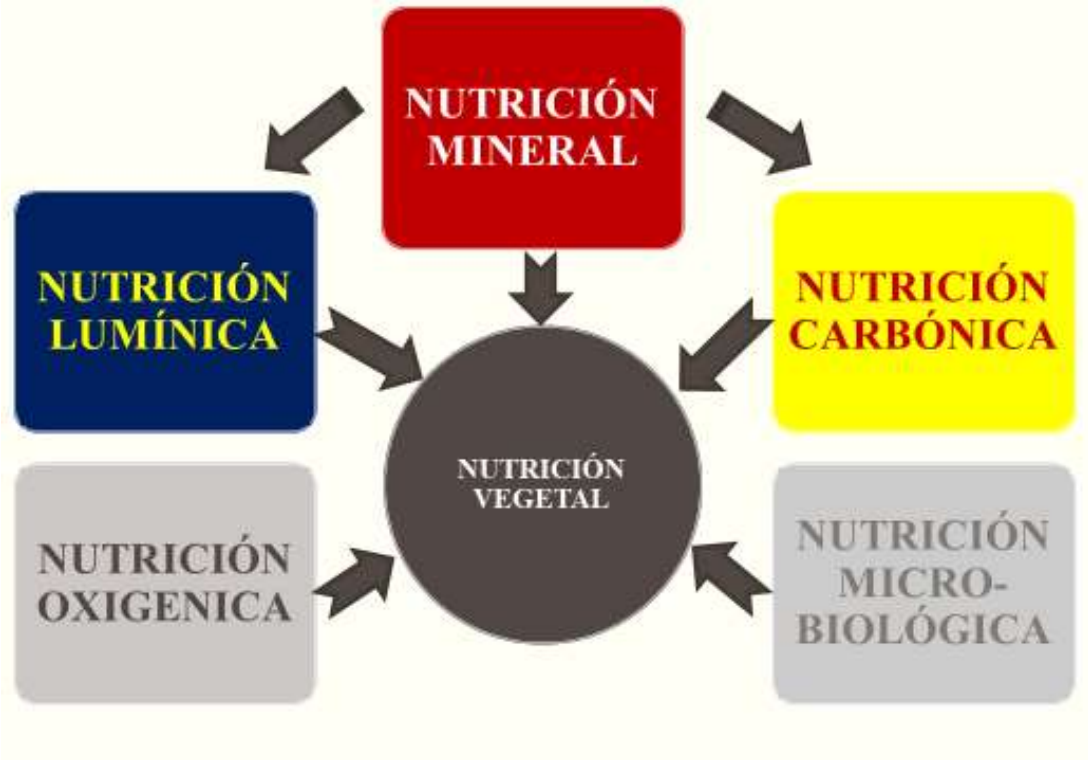 NUTRICIÓN
MINERAL
NUTRICIÓN
LUMÍNICA
NUTRICIÓN
CARBÓNICA
NUTRICIÓN
VEGETAL
NUTRICIÓN
OXIGENICA
NUTRICIÓN
MICRO-
BIOLÓGICA